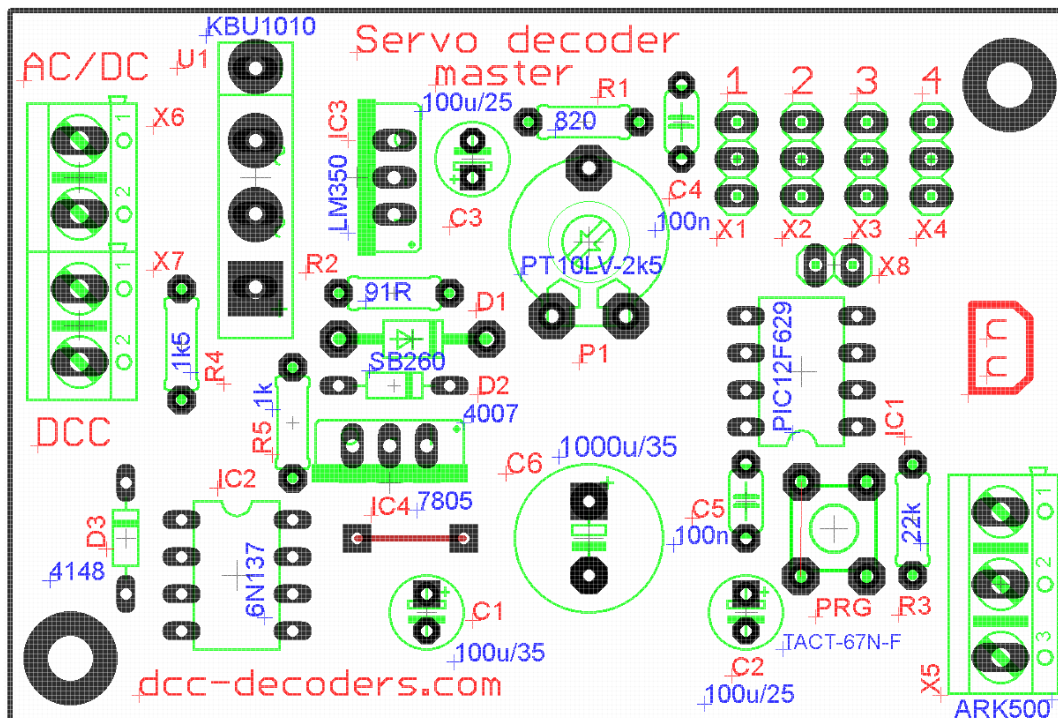 KBU1010
U1
AC/DC
Servo decoder
master
100u/25
IC3
LM350
C3
R1
820
C4
100n
1
2
3
4
X1
X2
X3
X4
X6
1
2
X7
1
2
X8
R2
91R
D1
PT10LV-2k5
P1
SB260
D2
4007
1k5
R4
1k
R5
DCC
PIC12F629
IC1
IC2
IC4
7805
C6
1000u/35
C5
100n
22k
R3
D3
4148
6N137
C1
100u/35
PRG
TACT-67N-F
C2
100u/25
1
2
3
X5
ARK500
dcc-decoders.com